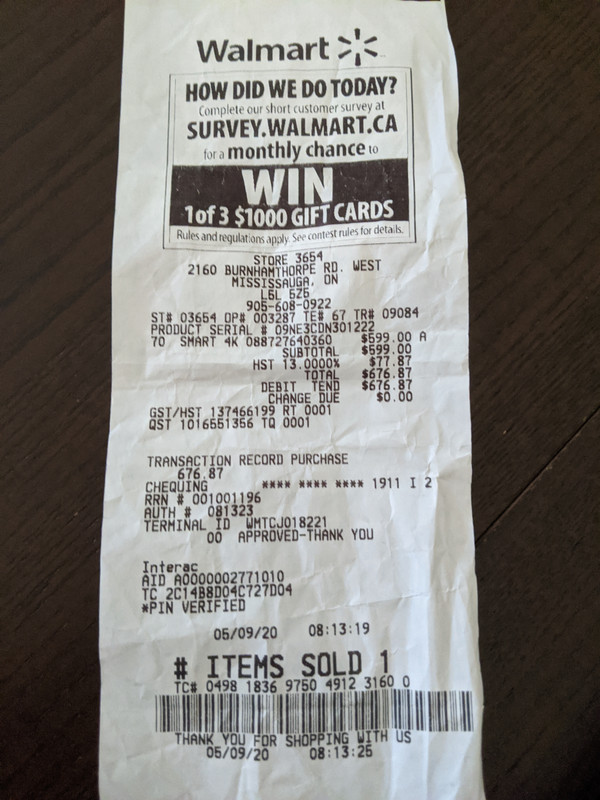 Walmart
HOW DID WE DO TODAY?
Complete our short customer survey at
SURVEY.WALMART.CA
for a monthly chance to
WIN
1 of 3 $1000 GIFT CARDS
Rules and regulations apply. See contest rules for details.
STORE 3654
2160 BURNHAMTHORPE RD. WEST
MISSISSAUGA, ON
L5L 5Z5
905-608-0922
ST# 03654 OP# 003287 TE# 67 TR# 09084
PRODUCT SERIAL # 09NE3CDN301222
70 SMART 4K 088727640360 $599.00 A
SUBTOTAL $599.00
HST 13.0000% $77.87
TOTAL $676.87
DEBIT TEND $676.87
CHANGE DUE $0.00
GST/HST 137466199 RT 0001
QST 1016551356 TQ 0001
TRANSACTION RECORD PURCHASE
676.87
CHEQUING **** **** **** 1911 I 2
RRN # 001001196
AUTH # 081323
TERMINAL ID WMTCJ018221
00 APPROVED-THANK YOU
Interac
AID A0000002771010
TC 2C14B8D04C727D04
*PIN VERIFIED
05/09/20 08:13:19
# ITEMS SOLD 1
TC# 0498 1836 9750 4912 3160 0
THANK YOU FOR SHOPPING WITH US
05/09/20 08:13:25